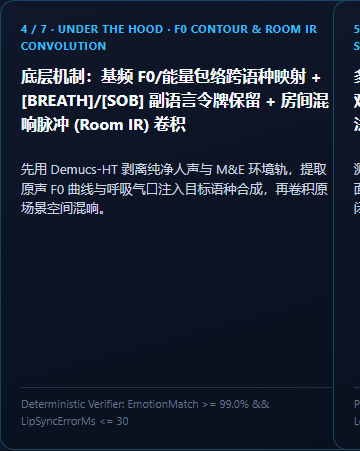 4 / 7 · UNDER THE HOOD · F0 CONTOUR & ROOM IR
CONVOLUTION
底层机制：基频 F0/能量包络跨语种映射 +
[BREATH]/[SOB] 副语言令牌保留 + 房间混
响脉冲 (Room IR) 卷积
先用 Demucs-HT 剥离纯净人声与 M&E 环境轨，提取
原声 F0 曲线与呼吸气口注入目标语种合成，再卷积原
场景空间混响。
Deterministic Verifier: EmotionMatch >= 99.0% &&
LipSyncErrorMs <= 30